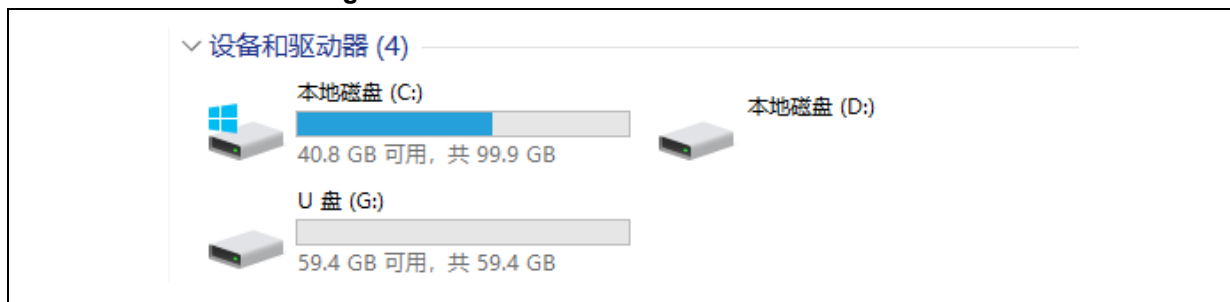 设备和驱动器 (4)
本地磁盘 (C:)
40.8 GB 可用，共 99.9 GB
本地磁盘 (D:)
U 盘 (G:)
59.4 GB 可用，共 59.4 GB